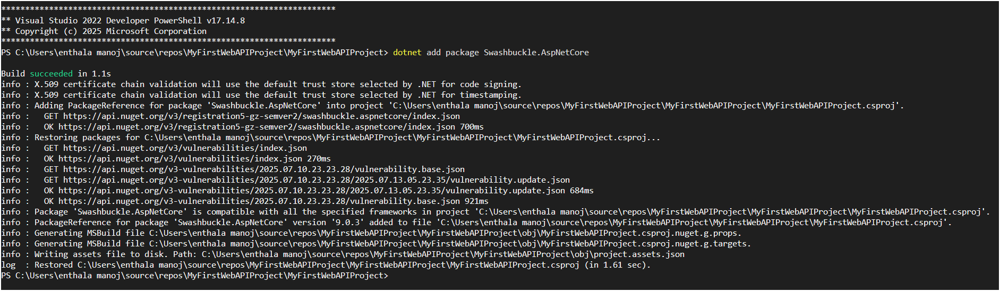 **********************************************************************
** Visual Studio 2022 Developer PowerShell v17.14.8
** Copyright (c) 2025 Microsoft Corporation
**********************************************************************
PS C:\Users\enthala manoj\source\repos\MyFirstWebAPIProject\MyFirstWebAPIProject> dotnet add package Swashbuckle.AspNetCore
Build succeeded in 1.1s
info : X.509 certificate chain validation will use the default trust store selected by .NET for code signing.
info : X.509 certificate chain validation will use the default trust store selected by .NET for timestamping.
info : Adding PackageReference for package 'Swashbuckle.AspNetCore' into project 'C:\Users\enthala manoj\source\repos\MyFirstWebAPIProject\MyFirstWebAPIProject\MyFirstWebAPIProject.csproj'.
info :   GET https://api.nuget.org/v3/registration5-gz-semver2/swashbuckle.aspnetcore/index.json
info :   OK https://api.nuget.org/v3/registration5-gz-semver2/swashbuckle.aspnetcore/index.json 700ms
info : Restoring packages for C:\Users\enthala manoj\source\repos\MyFirstWebAPIProject\MyFirstWebAPIProject\MyFirstWebAPIProject.csproj...
info :   GET https://api.nuget.org/v3/vulnerabilities/index.json
info :   OK https://api.nuget.org/v3/vulnerabilities/index.json 270ms
info :   GET https://api.nuget.org/v3-vulnerabilities/2025.07.10.23.23.28/vulnerability.base.json
info :   GET https://api.nuget.org/v3-vulnerabilities/2025.07.10.23.23.28/2025.07.13.05.23.35/vulnerability.update.json
info :   OK https://api.nuget.org/v3-vulnerabilities/2025.07.10.23.23.28/2025.07.13.05.23.35/vulnerability.update.json 684ms
info :   OK https://api.nuget.org/v3-vulnerabilities/2025.07.10.23.23.28/vulnerability.base.json 921ms
info : Package 'Swashbuckle.AspNetCore' is compatible with all the specified frameworks in project 'C:\Users\enthala manoj\source\repos\MyFirstWebAPIProject\MyFirstWebAPIProject\MyFirstWebAPIProject.csproj'.
info : PackageReference for package 'Swashbuckle.AspNetCore' version '9.0.3' added to file 'C:\Users\enthala manoj\source\repos\MyFirstWebAPIProject\MyFirstWebAPIProject\MyFirstWebAPIProject.csproj'.
info : Generating MSBuild file C:\Users\enthala manoj\source\repos\MyFirstWebAPIProject\MyFirstWebAPIProject\obj\MyFirstWebAPIProject.csproj.nuget.g.props.
info : Generating MSBuild file C:\Users\enthala manoj\source\repos\MyFirstWebAPIProject\MyFirstWebAPIProject\obj\MyFirstWebAPIProject.csproj.nuget.g.targets.
info : Writing assets file to disk. Path: C:\Users\enthala manoj\source\repos\MyFirstWebAPIProject\MyFirstWebAPIProject\obj\project.assets.json
log  : Restored C:\Users\enthala manoj\source\repos\MyFirstWebAPIProject\MyFirstWebAPIProject\MyFirstWebAPIProject.csproj (in 1.61 sec).
PS C:\Users\enthala manoj\source\repos\MyFirstWebAPIProject\MyFirstWebAPIProject>